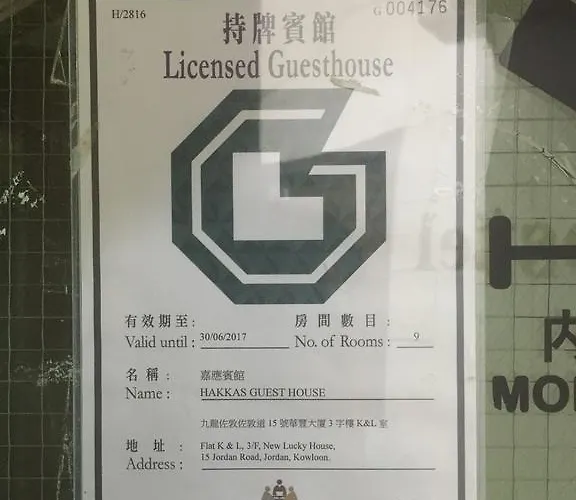 H/2816
G 004176
持牌賓館
Licensed Guesthouse
有效期至: 房間數目:
Valid until: 30/06/2017 No. of Rooms: 9
名稱: 嘉應賓館
Name: HAKKAS GUEST HOUSE
九龍佐敦佐敦道 15 號華豐大廈 3 字樓 K&L 室
地址: Flat K & L, 3/F, New Lucky House,
Address: 15 Jordan Road, Jordan, Kowloon.
内
MO